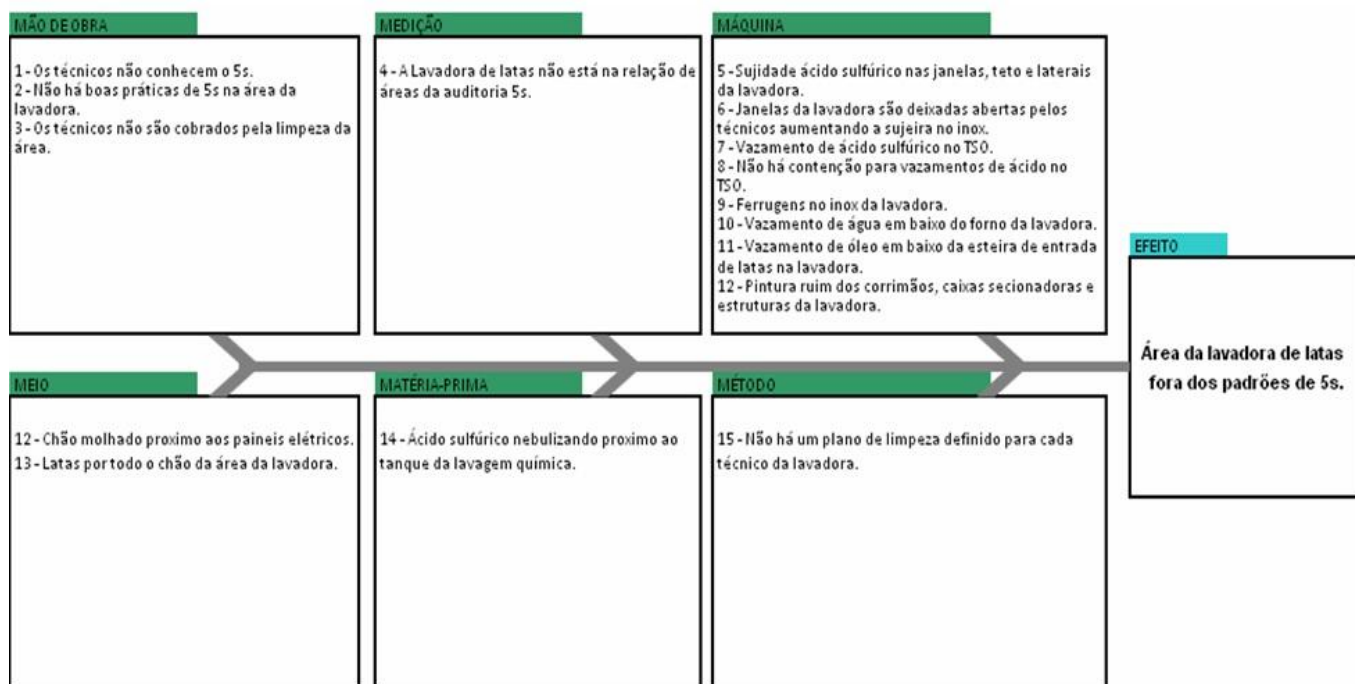 MÃO DE OBRA
1 - Os técnicos não conhecem o 5s.
2 - Não há boas práticas de 5s na área da
lavadora.
3 - Os técnicos não são cobrados pela limpeza da
área.
MEDIÇÃO
4 - A Lavadora de latas não está na relação de
áreas da auditoria 5s.
MÁQUINA
5 - Sujidade ácido sulfúrico nas janelas, teto e laterais
da lavadora.
6 - Janelas da lavadora são deixadas abertas pelos
técnicos aumentando a sujeira no inox.
7 - Vazamento de ácido sulfúrico no TSO.
8 - Não há contenção para vazamentos de ácido no
TSO.
9 - Ferrugens no inox da lavadora.
10 - Vazamento de água em baixo do forno da lavadora.
11 - Vazamento de óleo em baixo da esteira de entrada
de latas na lavadora.
12 - Pintura ruim dos corrimãos, caixas secionadoras e
estruturas da lavadora.
EFEITO
Área da lavadora de latas
fora dos padrões de 5s.
MEIO
12 - Chão molhado proximo aos paineis elétricos.
13 - Latas por todo o chão da área da lavadora.
MATÉRIA-PRIMA
14 - Ácido sulfúrico nebulizando proximo ao
tanque da lavagem química.
MÉTODO
15 - Não há um plano de limpeza definido para cada
técnico da lavadora.